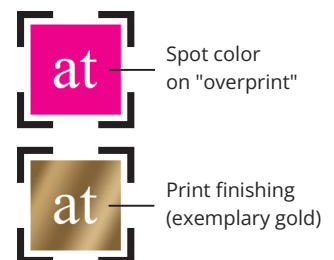 at
Spot color
on "overprint"
at
Print finishing
(exemplary gold)